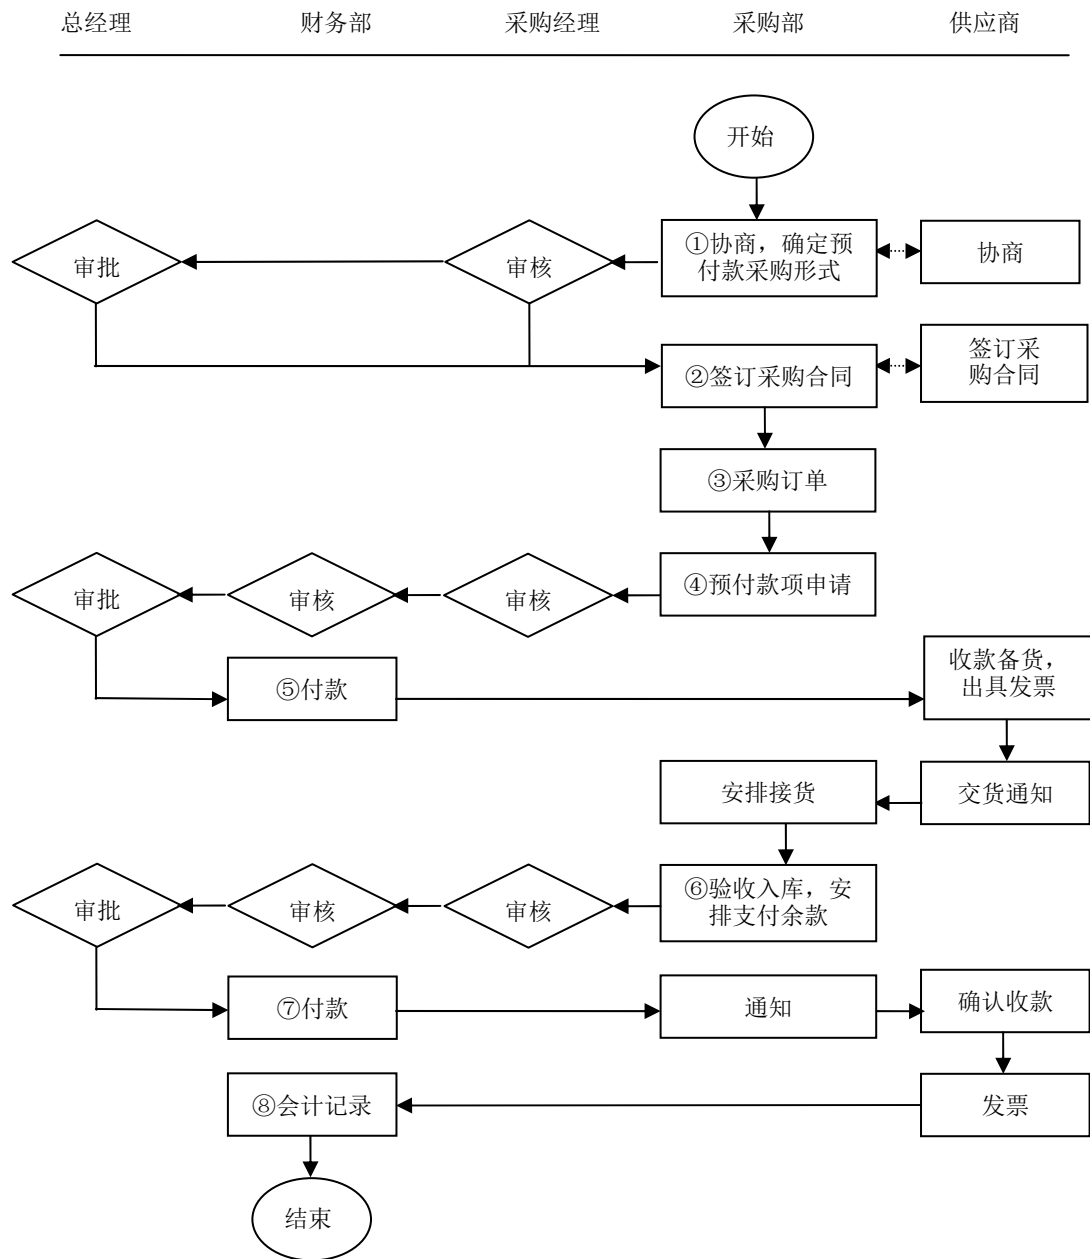 总经理 财务部 采购经理 采购部 供应商
开始
①协商，确定预
付款采购形式
协商
审核
审批
②签订采购合同
签订采
购合同
③采购订单
④预付款项申请
审核
审核
审批
⑤付款
收款备货，
出具发票
交货通知
安排接货
⑥验收入库，安
排支付余款
审核
审核
审批
⑦付款
通知
确认收款
发票
⑧会计记录
结束